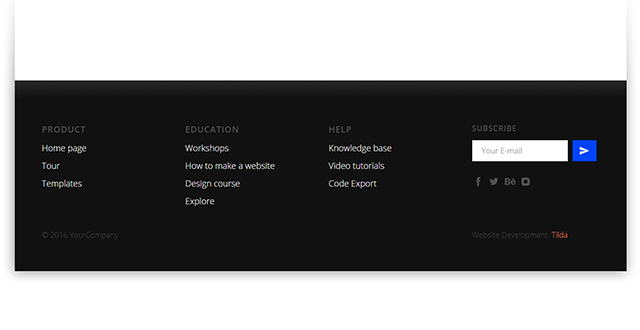 PRODUCT
Home page
Tour
Templates
EDUCATION
Workshops
How to make a website
Design course
Explore
HELP
Knowledge base
Video tutorials
Code Export
SUBSCRIBE
Your E-mail
Bē
© 2016 YourCompany
Website Development: Tilda